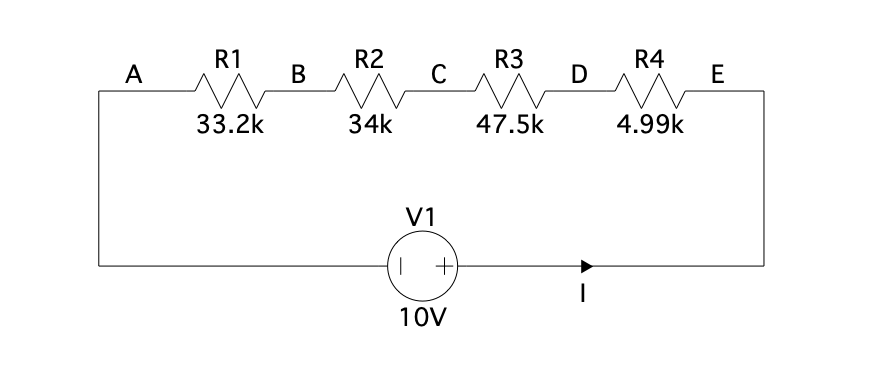 R1 R2 R3 R4
A B C D E
33.2k 34k 47.5k 4.99k
V1
| +
I
10V